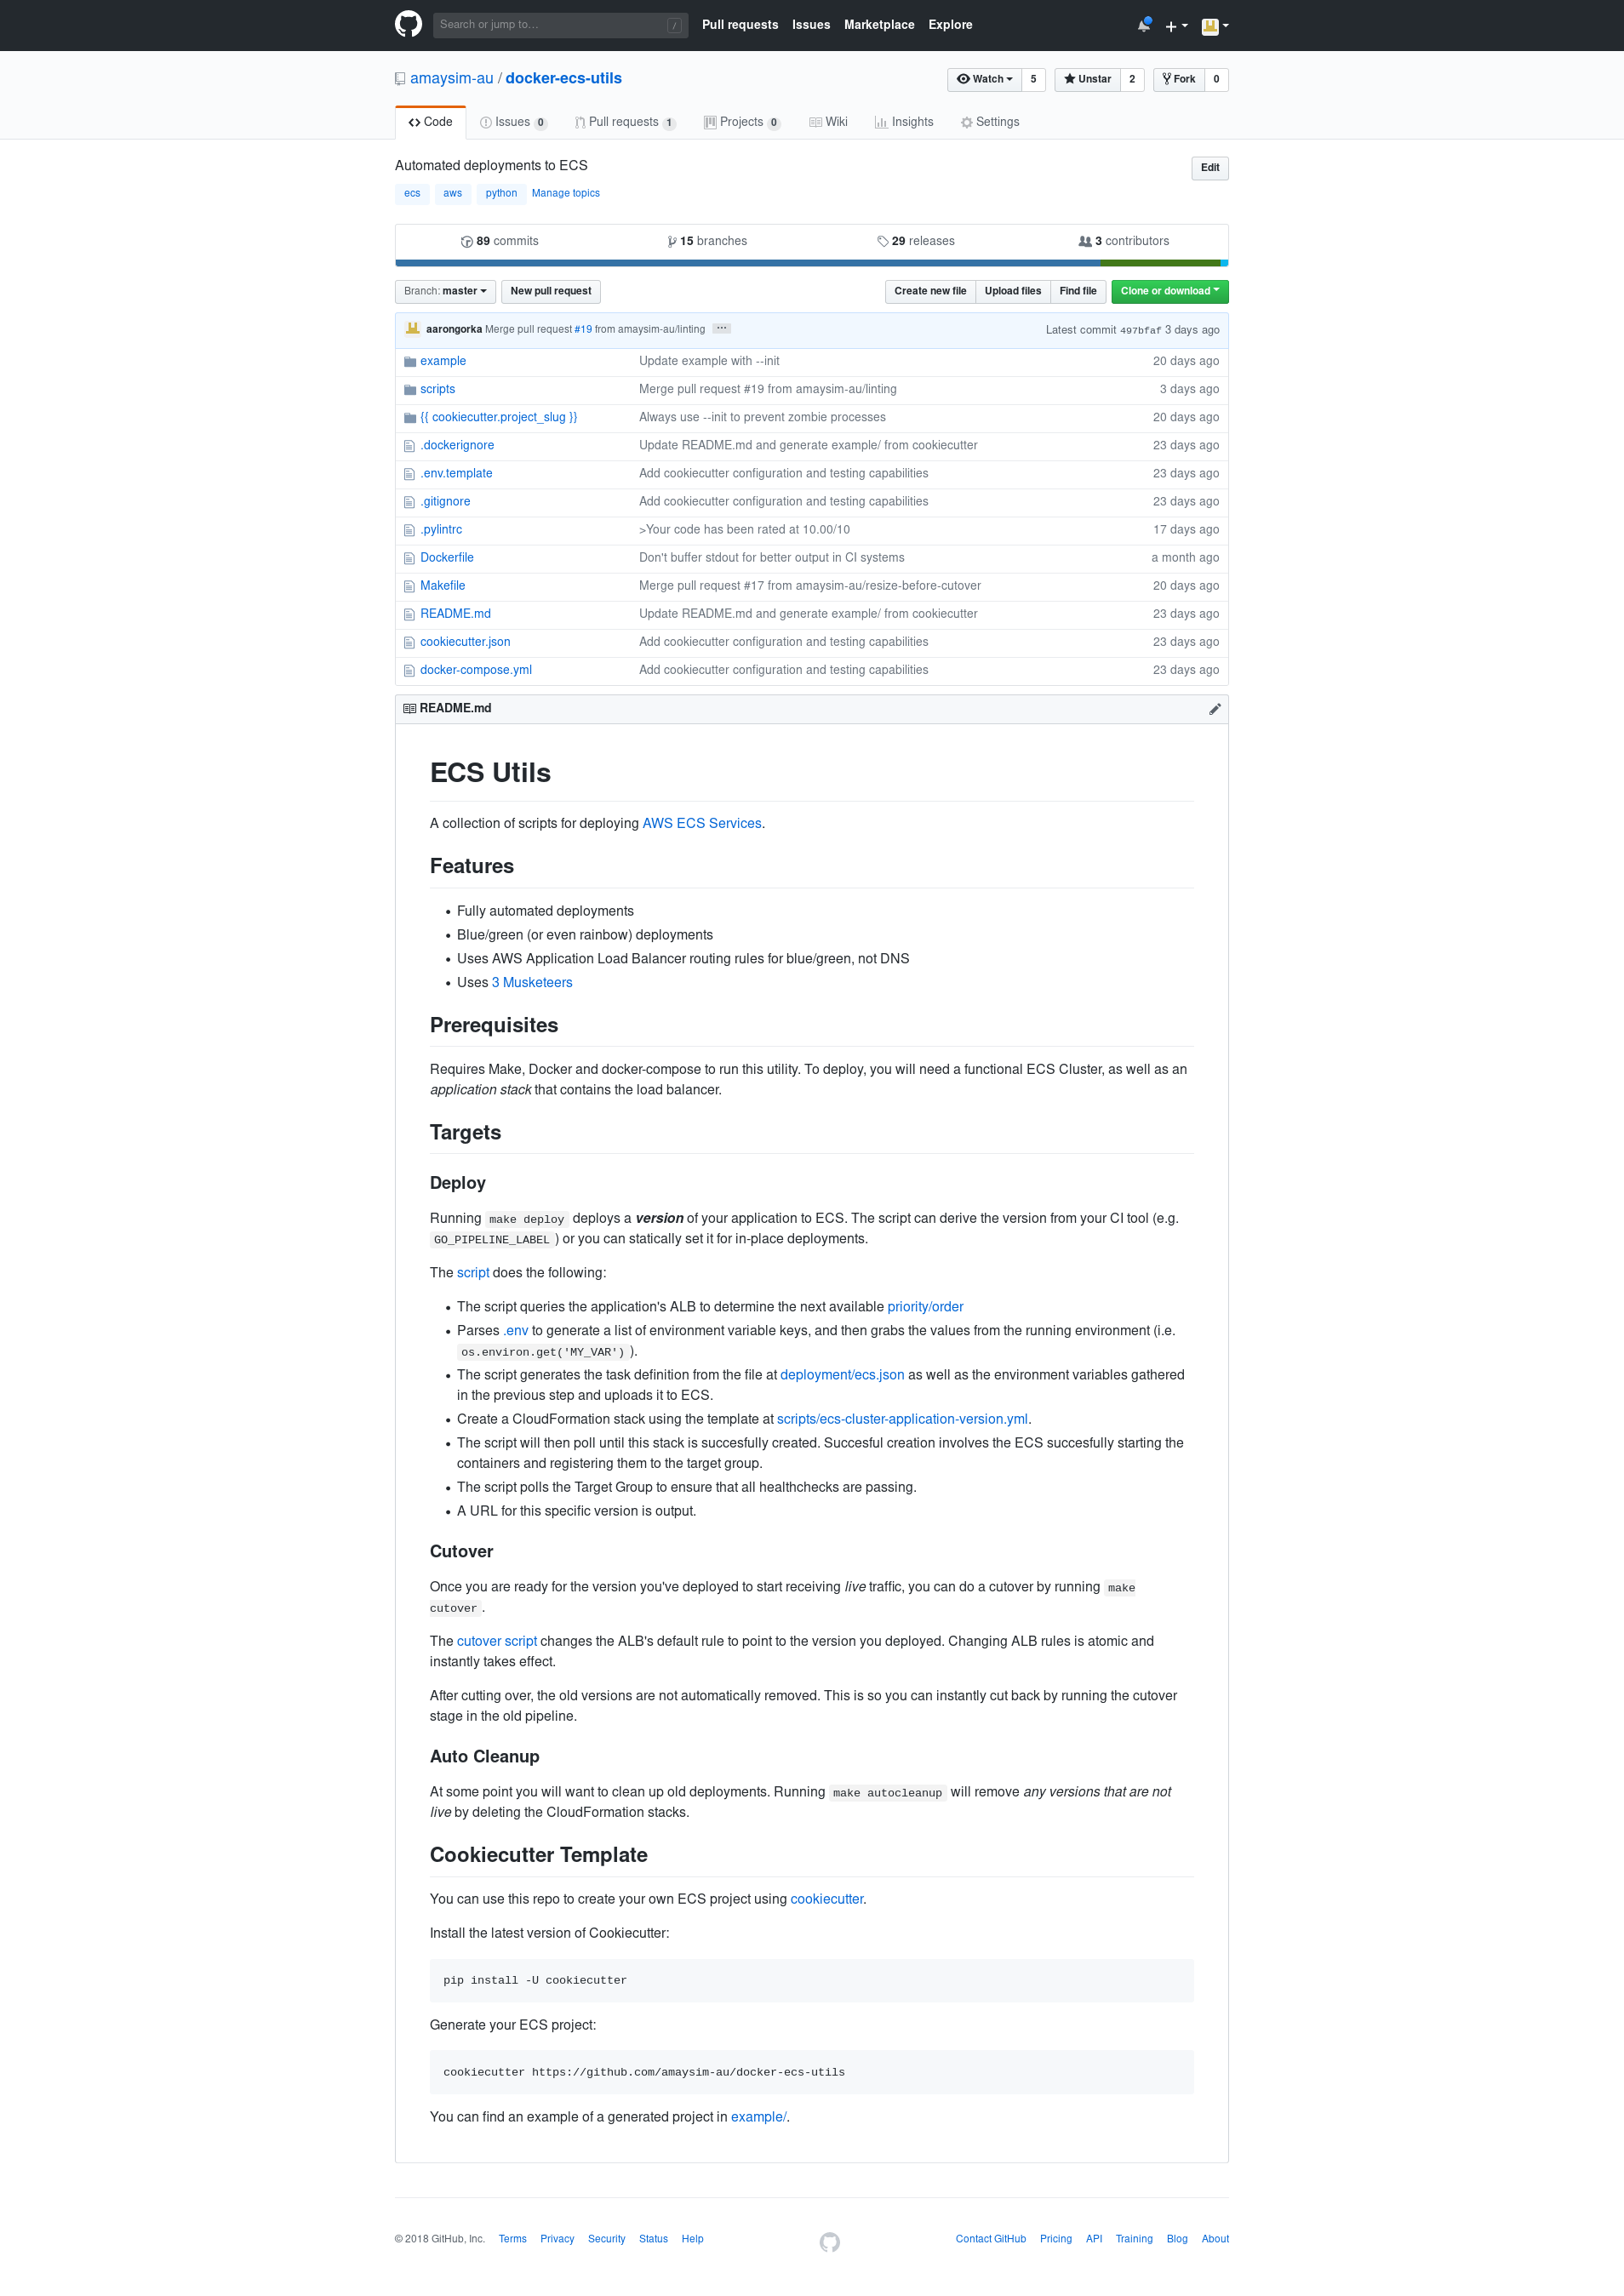 Search or jump to... /
Pull requests Issues Marketplace Explore
amaysim-au / docker-ecs-utils
Watch 5 Unstar 2 Fork 0
Code Issues 0 Pull requests 1 Projects 0 Wiki Insights Settings
Automated deployments to ECS
Edit
ecs aws python Manage topics
89 commits 15 branches 29 releases 3 contributors
Branch: master New pull request Create new file Upload files Find file Clone or download
aarongorka Merge pull request #19 from amaysim-au/linting ··· Latest commit 497bfaf 3 days ago
example Update example with --init 20 days ago
scripts Merge pull request #19 from amaysim-au/linting 3 days ago
{{ cookiecutter.project_slug }} Always use --init to prevent zombie processes 20 days ago
.dockerignore Update README.md and generate example/ from cookiecutter 23 days ago
.env.template Add cookiecutter configuration and testing capabilities 23 days ago
.gitignore Add cookiecutter configuration and testing capabilities 23 days ago
.pylintrc >Your code has been rated at 10.00/10 17 days ago
Dockerfile Don't buffer stdout for better output in CI systems a month ago
Makefile Merge pull request #17 from amaysim-au/resize-before-cutover 20 days ago
README.md Update README.md and generate example/ from cookiecutter 23 days ago
cookiecutter.json Add cookiecutter configuration and testing capabilities 23 days ago
docker-compose.yml Add cookiecutter configuration and testing capabilities 23 days ago
README.md
ECS Utils
A collection of scripts for deploying AWS ECS Services.
Features
• Fully automated deployments
• Blue/green (or even rainbow) deployments
• Uses AWS Application Load Balancer routing rules for blue/green, not DNS
• Uses 3 Musketeers
Prerequisites
Requires Make, Docker and docker-compose to run this utility. To deploy, you will need a functional ECS Cluster, as well as an
application stack that contains the load balancer.
Targets
Deploy
Running make deploy deploys a version of your application to ECS. The script can derive the version from your CI tool (e.g.
GO_PIPELINE_LABEL ) or you can statically set it for in-place deployments.
The script does the following:
• The script queries the application's ALB to determine the next available priority/order
• Parses .env to generate a list of environment variable keys, and then grabs the values from the running environment (i.e.
os.environ.get('MY_VAR') ).
• The script generates the task definition from the file at deployment/ecs.json as well as the environment variables gathered
in the previous step and uploads it to ECS.
• Create a CloudFormation stack using the template at scripts/ecs-cluster-application-version.yml.
• The script will then poll until this stack is succesfully created. Succesful creation involves the ECS succesfully starting the
containers and registering them to the target group.
• The script polls the Target Group to ensure that all healthchecks are passing.
• A URL for this specific version is output.
Cutover
Once you are ready for the version you've deployed to start receiving live traffic, you can do a cutover by running make
cutover .
The cutover script changes the ALB's default rule to point to the version you deployed. Changing ALB rules is atomic and
instantly takes effect.
After cutting over, the old versions are not automatically removed. This is so you can instantly cut back by running the cutover
stage in the old pipeline.
Auto Cleanup
At some point you will want to clean up old deployments. Running make autocleanup will remove any versions that are not
live by deleting the CloudFormation stacks.
Cookiecutter Template
You can use this repo to create your own ECS project using cookiecutter.
Install the latest version of Cookiecutter:
pip install -U cookiecutter
Generate your ECS project:
cookiecutter https://github.com/amaysim-au/docker-ecs-utils
You can find an example of a generated project in example/.
© 2018 GitHub, Inc. Terms Privacy Security Status Help Contact GitHub Pricing API Training Blog About